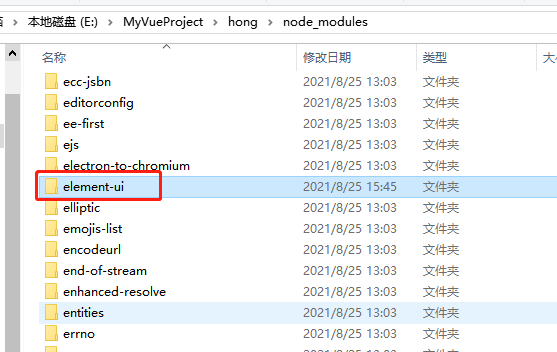 本地磁盘 (E:) MyVueProject hong node_modules
名称 修改日期 类型
ecc-jsbn 2021/8/25 13:03 文件夹
editorconfig 2021/8/25 13:03 文件夹
ee-first 2021/8/25 13:03 文件夹
ejs 2021/8/25 13:03 文件夹
electron-to-chromium 2021/8/25 13:03 文件夹
element-ui 2021/8/25 15:45 文件夹
elliptic 2021/8/25 13:03 文件夹
emojis-list 2021/8/25 13:03 文件夹
encodeurl 2021/8/25 13:03 文件夹
end-of-stream 2021/8/25 13:03 文件夹
enhanced-resolve 2021/8/25 13:03 文件夹
entities 2021/8/25 13:03 文件夹
errno 2021/8/25 13:03 文件夹